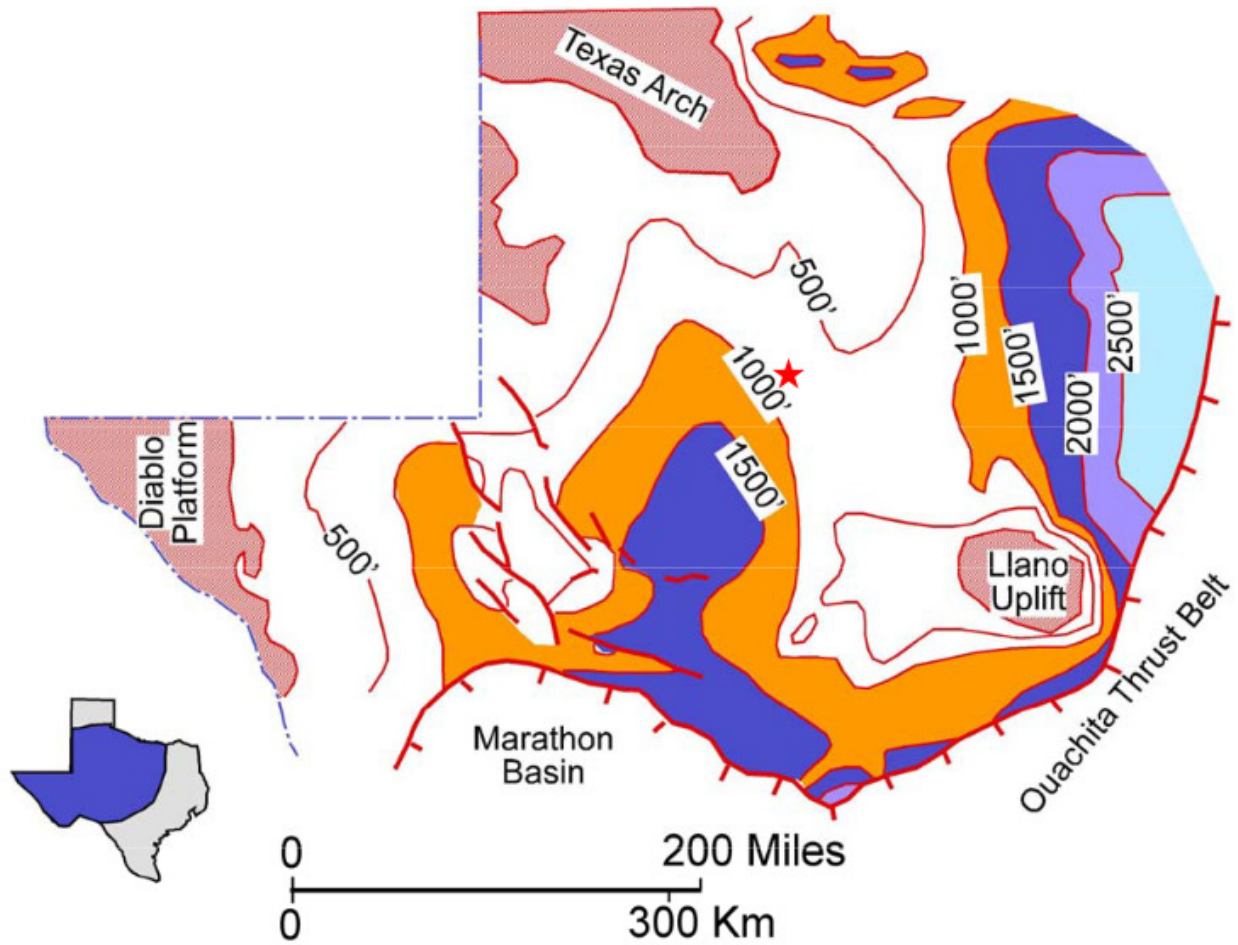 Texas Arch
500'
1000'
1000'
1500'
2000'
2500'
1500'
Diablo
Platform
500'
Llano
Uplift
Ouachita Thrust Belt
Marathon
Basin
0
200 Miles
0
300 Km